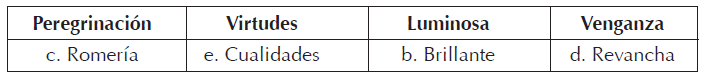 Peregrinación Virtudes Luminosa Venganza
c. Romería e. Cualidades b. Brillante d. Revancha